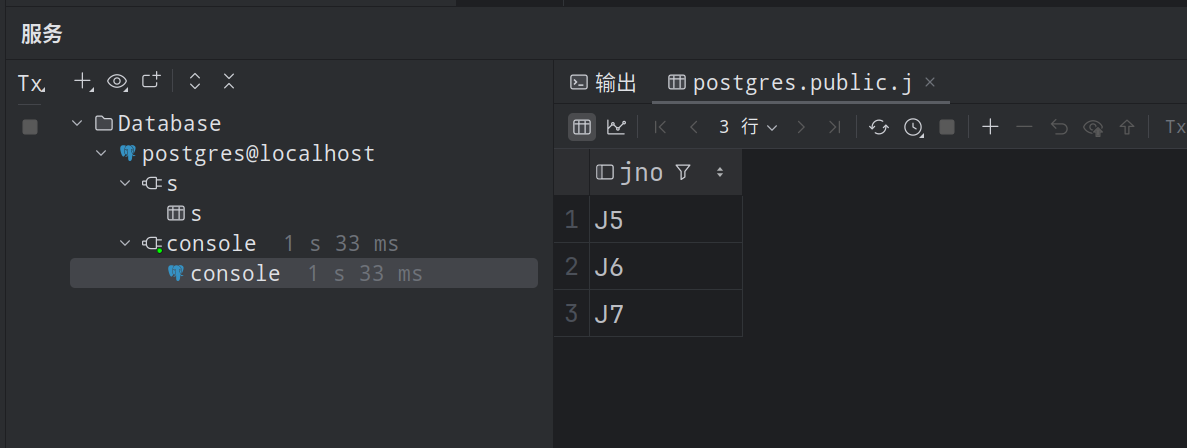 服务
Tx
Database
postgres@localhost
s
s
console 1 s 33 ms
console 1 s 33 ms
输出 postgres.public.j
3 行 Tx
jno
1 J5
2 J6
3 J7